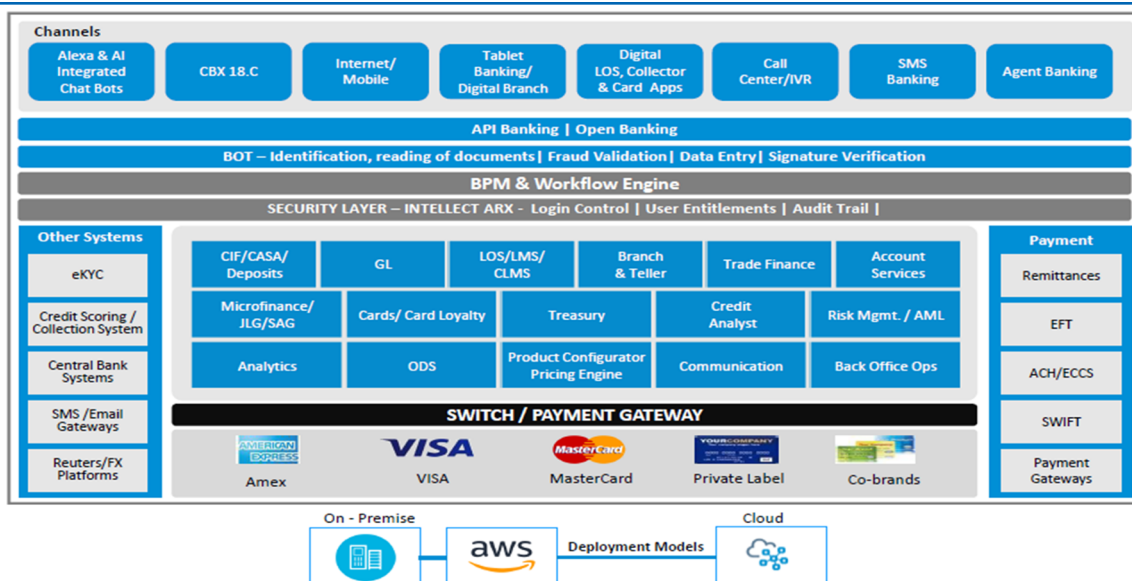 Channels
Alexa & AI
Integrated
Chat Bots
CBX 18.C
Internet/
Mobile
Tablet
Banking/
Digital Branch
Digital
LOS, Collector
& Card Apps
Call
Center/IVR
SMS
Banking
Agent Banking
API Banking | Open Banking
BOT – Identification, reading of documents| Fraud Validation| Data Entry| Signature Verification
BPM & Workflow Engine
SECURITY LAYER – INTELLECT ARX - Login Control | User Entitlements | Audit Trail |
Other Systems
eKYC
Credit Scoring /
Collection System
Central Bank
Systems
SMS /Email
Gateways
Reuters/FX
Platforms
CIF/CASA/
Deposits
GL
LOS/LMS/
CLMS
Branch
& Teller
Trade Finance
Account
Services
Microfinance/
JLG/SAG
Cards/ Card Loyalty
Treasury
Credit
Analyst
Risk Mgmt. / AML
Analytics
ODS
Product Configurator
Pricing Engine
Communication
Back Office Ops
SWITCH / PAYMENT GATEWAY
AMERICAN
EXPRESS
Amex
VISA
VISA
MasterCard
MasterCard
YOURCOMPANY
Private Label
Co-brands
Payment
Remittances
EFT
ACH/ECCS
SWIFT
Payment
Gateways
On - Premise
aws
Deployment Models
Cloud